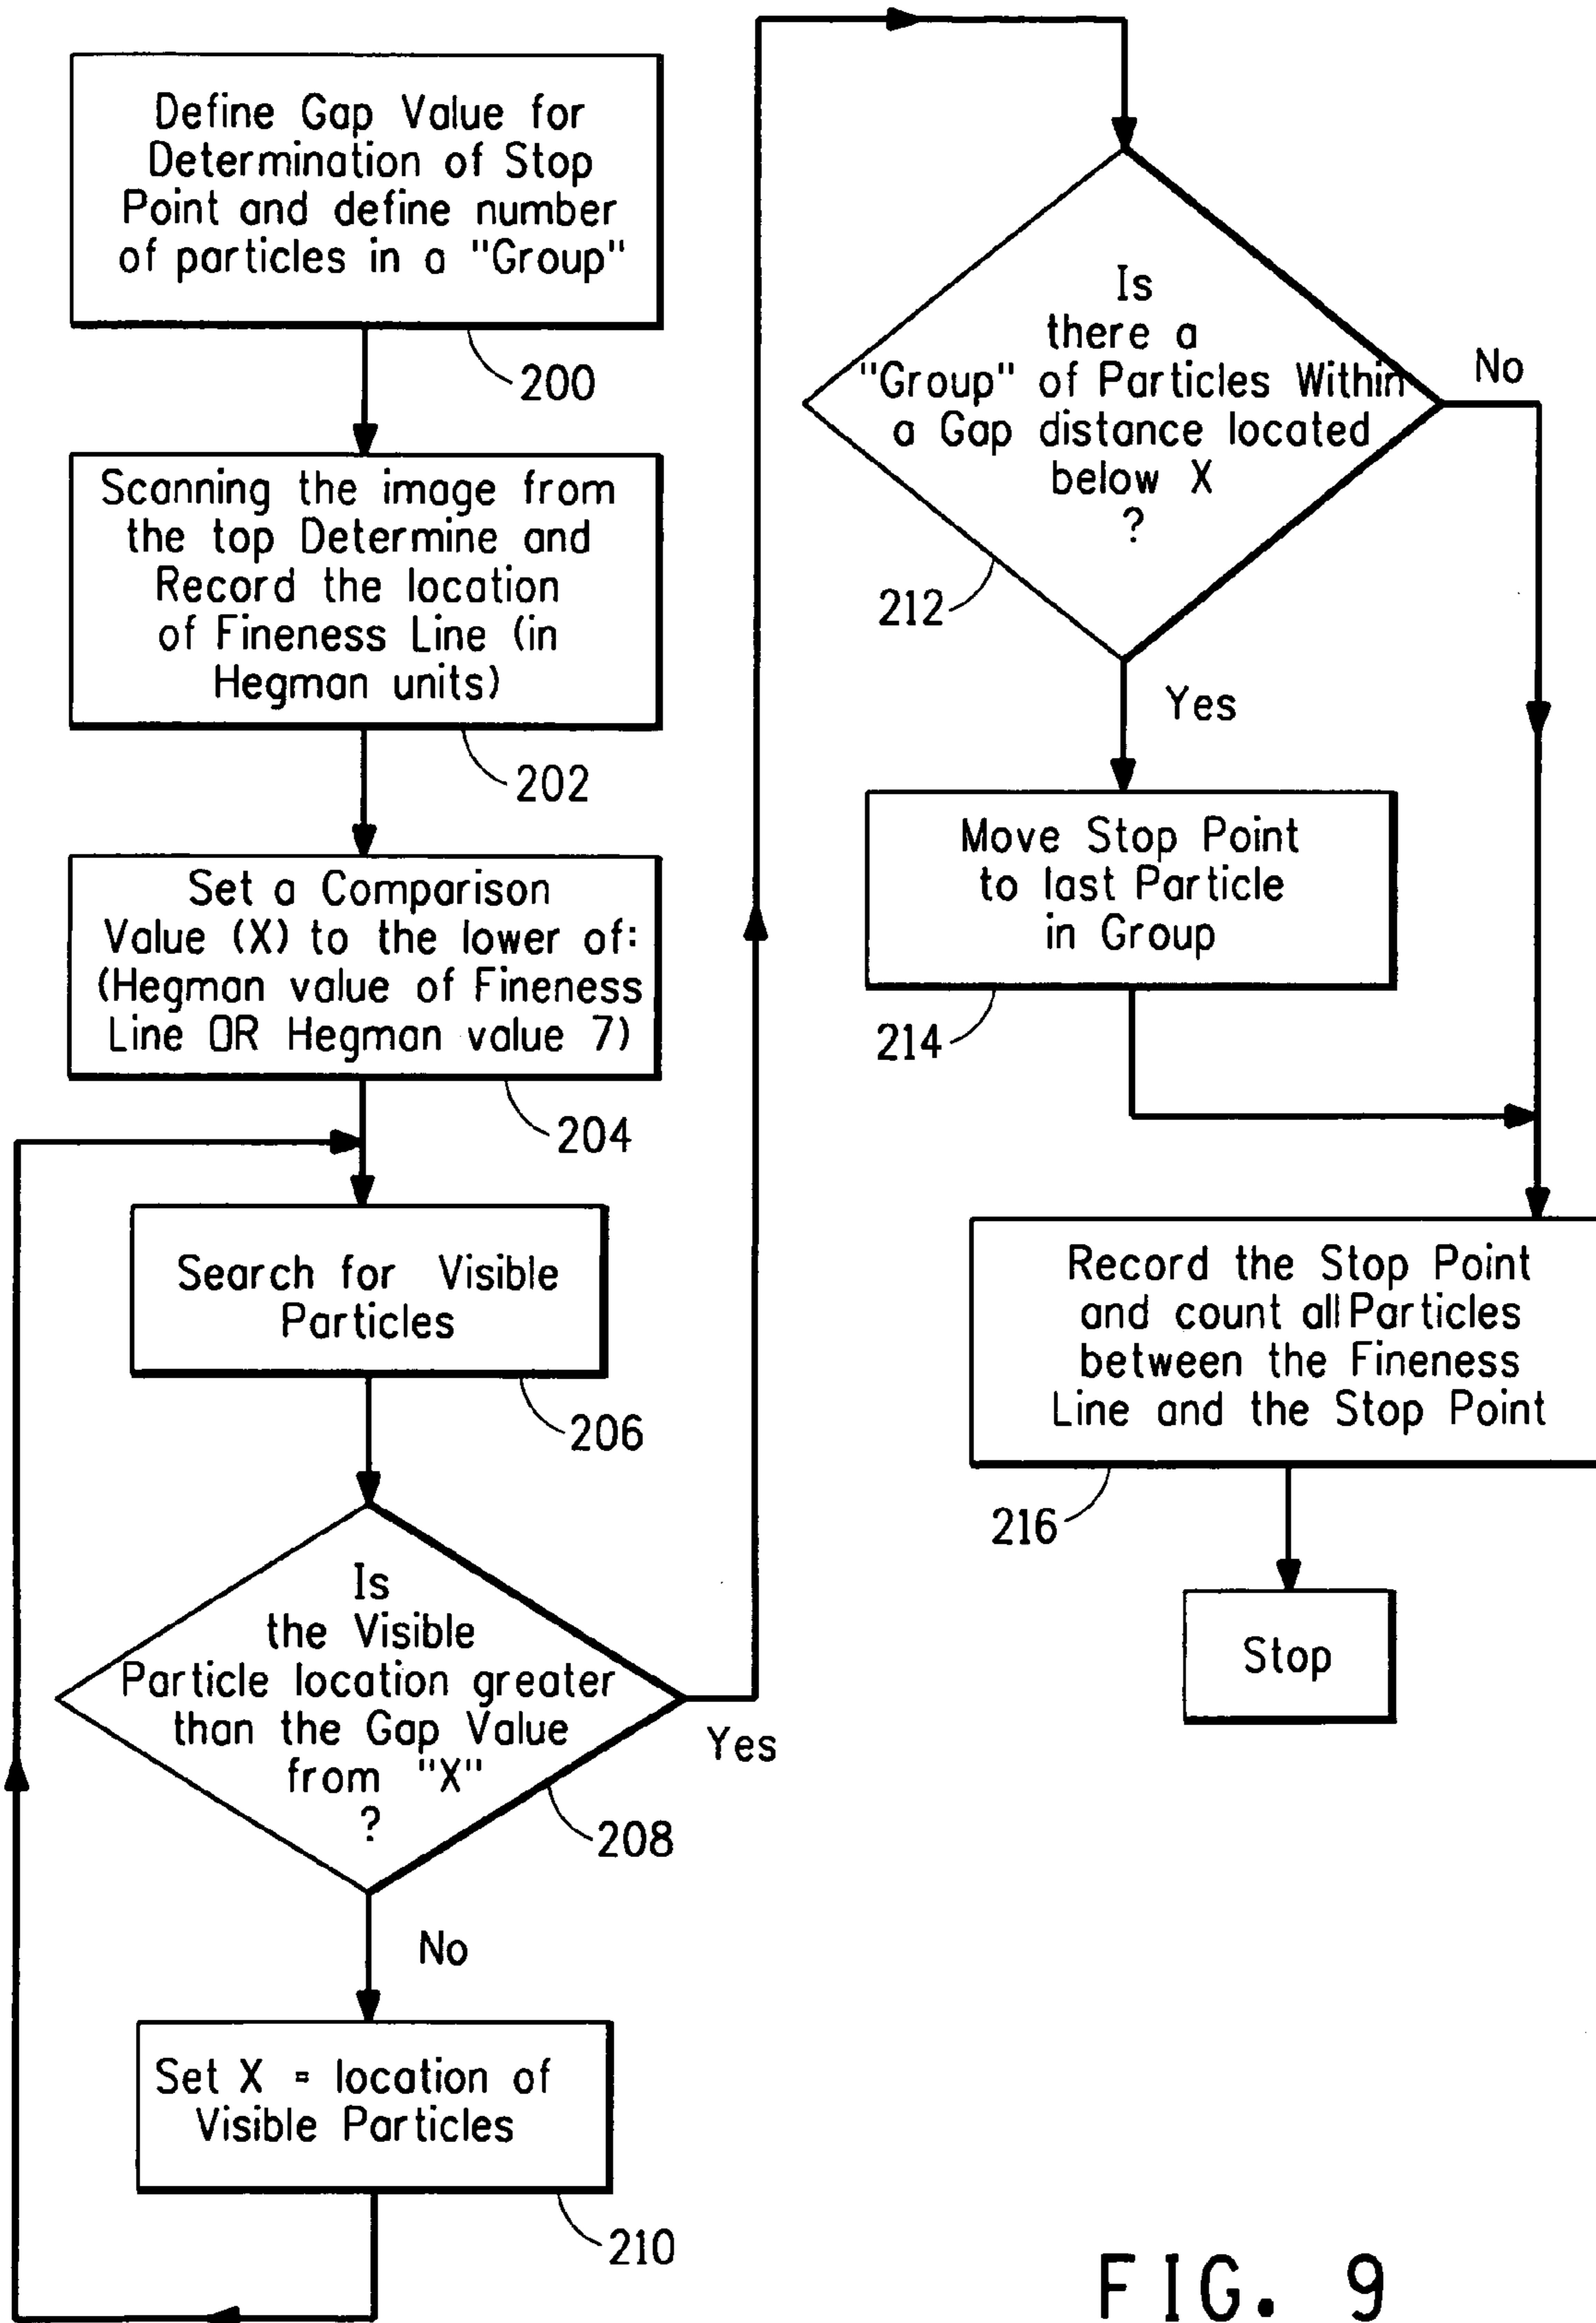 Define Gap Value for
Determination of Stop
Point and define number
of particles in a "Group"
200
Scanning the image from
the top Determine and
Record the location
of Fineness Line (in
Hegman units)
202
Set a Comparison
Value (X) to the lower of:
(Hegman value of Fineness
Line OR Hegman value 7)
204
Search for Visible
Particles
206
Is
the Visible
Particle location greater
than the Gap Value
from "X"
?
208
Yes
No
Set X = location of
Visible Particles
210
Is
there a
"Group" of Particles Within
a Gap distance located
below X
?
212
No
Yes
Move Stop Point
to last Particle
in Group
214
Record the Stop Point
and count all Particles
between the Fineness
Line and the Stop Point
216
Stop
FIG. 9